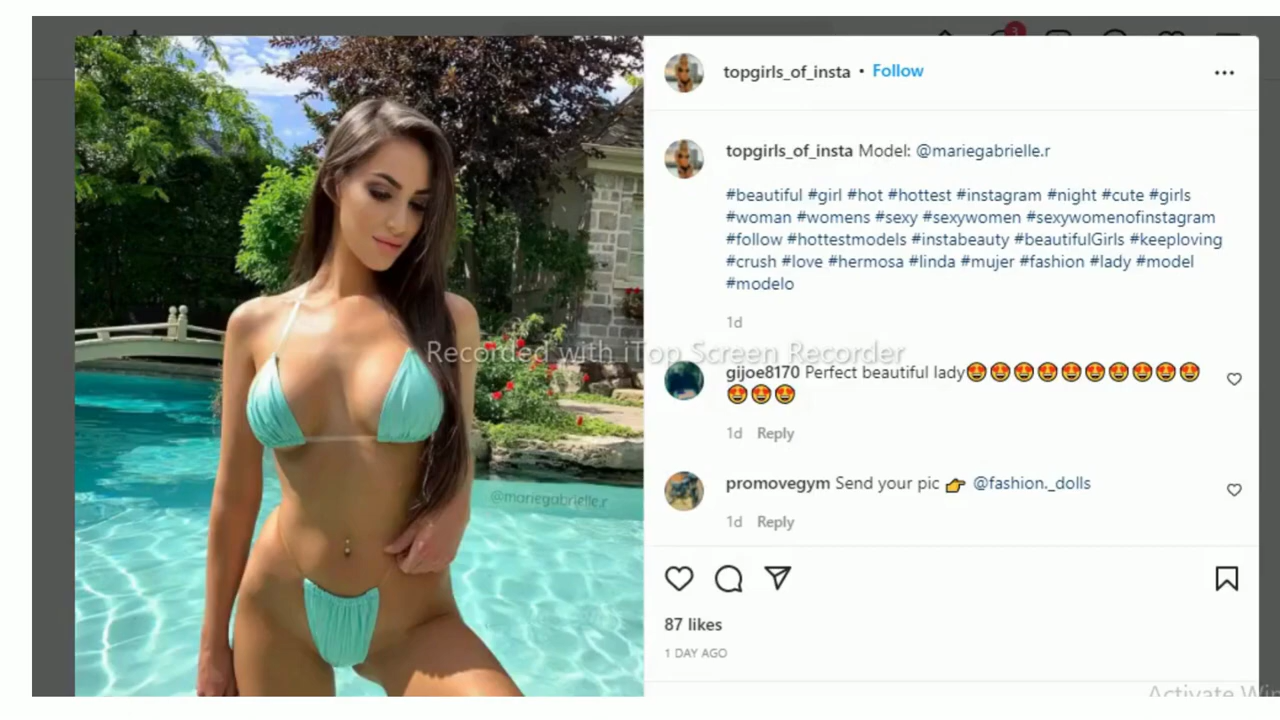 topgirls_of_insta • Follow
topgirls_of_insta Model: @mariegabrielle.r
#beautiful #girl #hot #hottest #instagram #night #cute #girls
#woman #womens #sexy #sexywomen #sexywomenofinstagram
#follow #hottestmodels #instabeauty #beautifulGirls #keeploving
#crush #love #hermosa #linda #mujer #fashion #lady #model
#modelo
1d
Recorded with iTop Screen Recorder
gijoe8170 Perfect beautiful lady😍😍😍😍😍😍😍😍😍😍
😍😍😍
1d Reply
@mariegabrielle.r
promovegym Send your pic 👉 @fashion._dolls
1d Reply
87 likes
1 DAY AGO
Activate Win